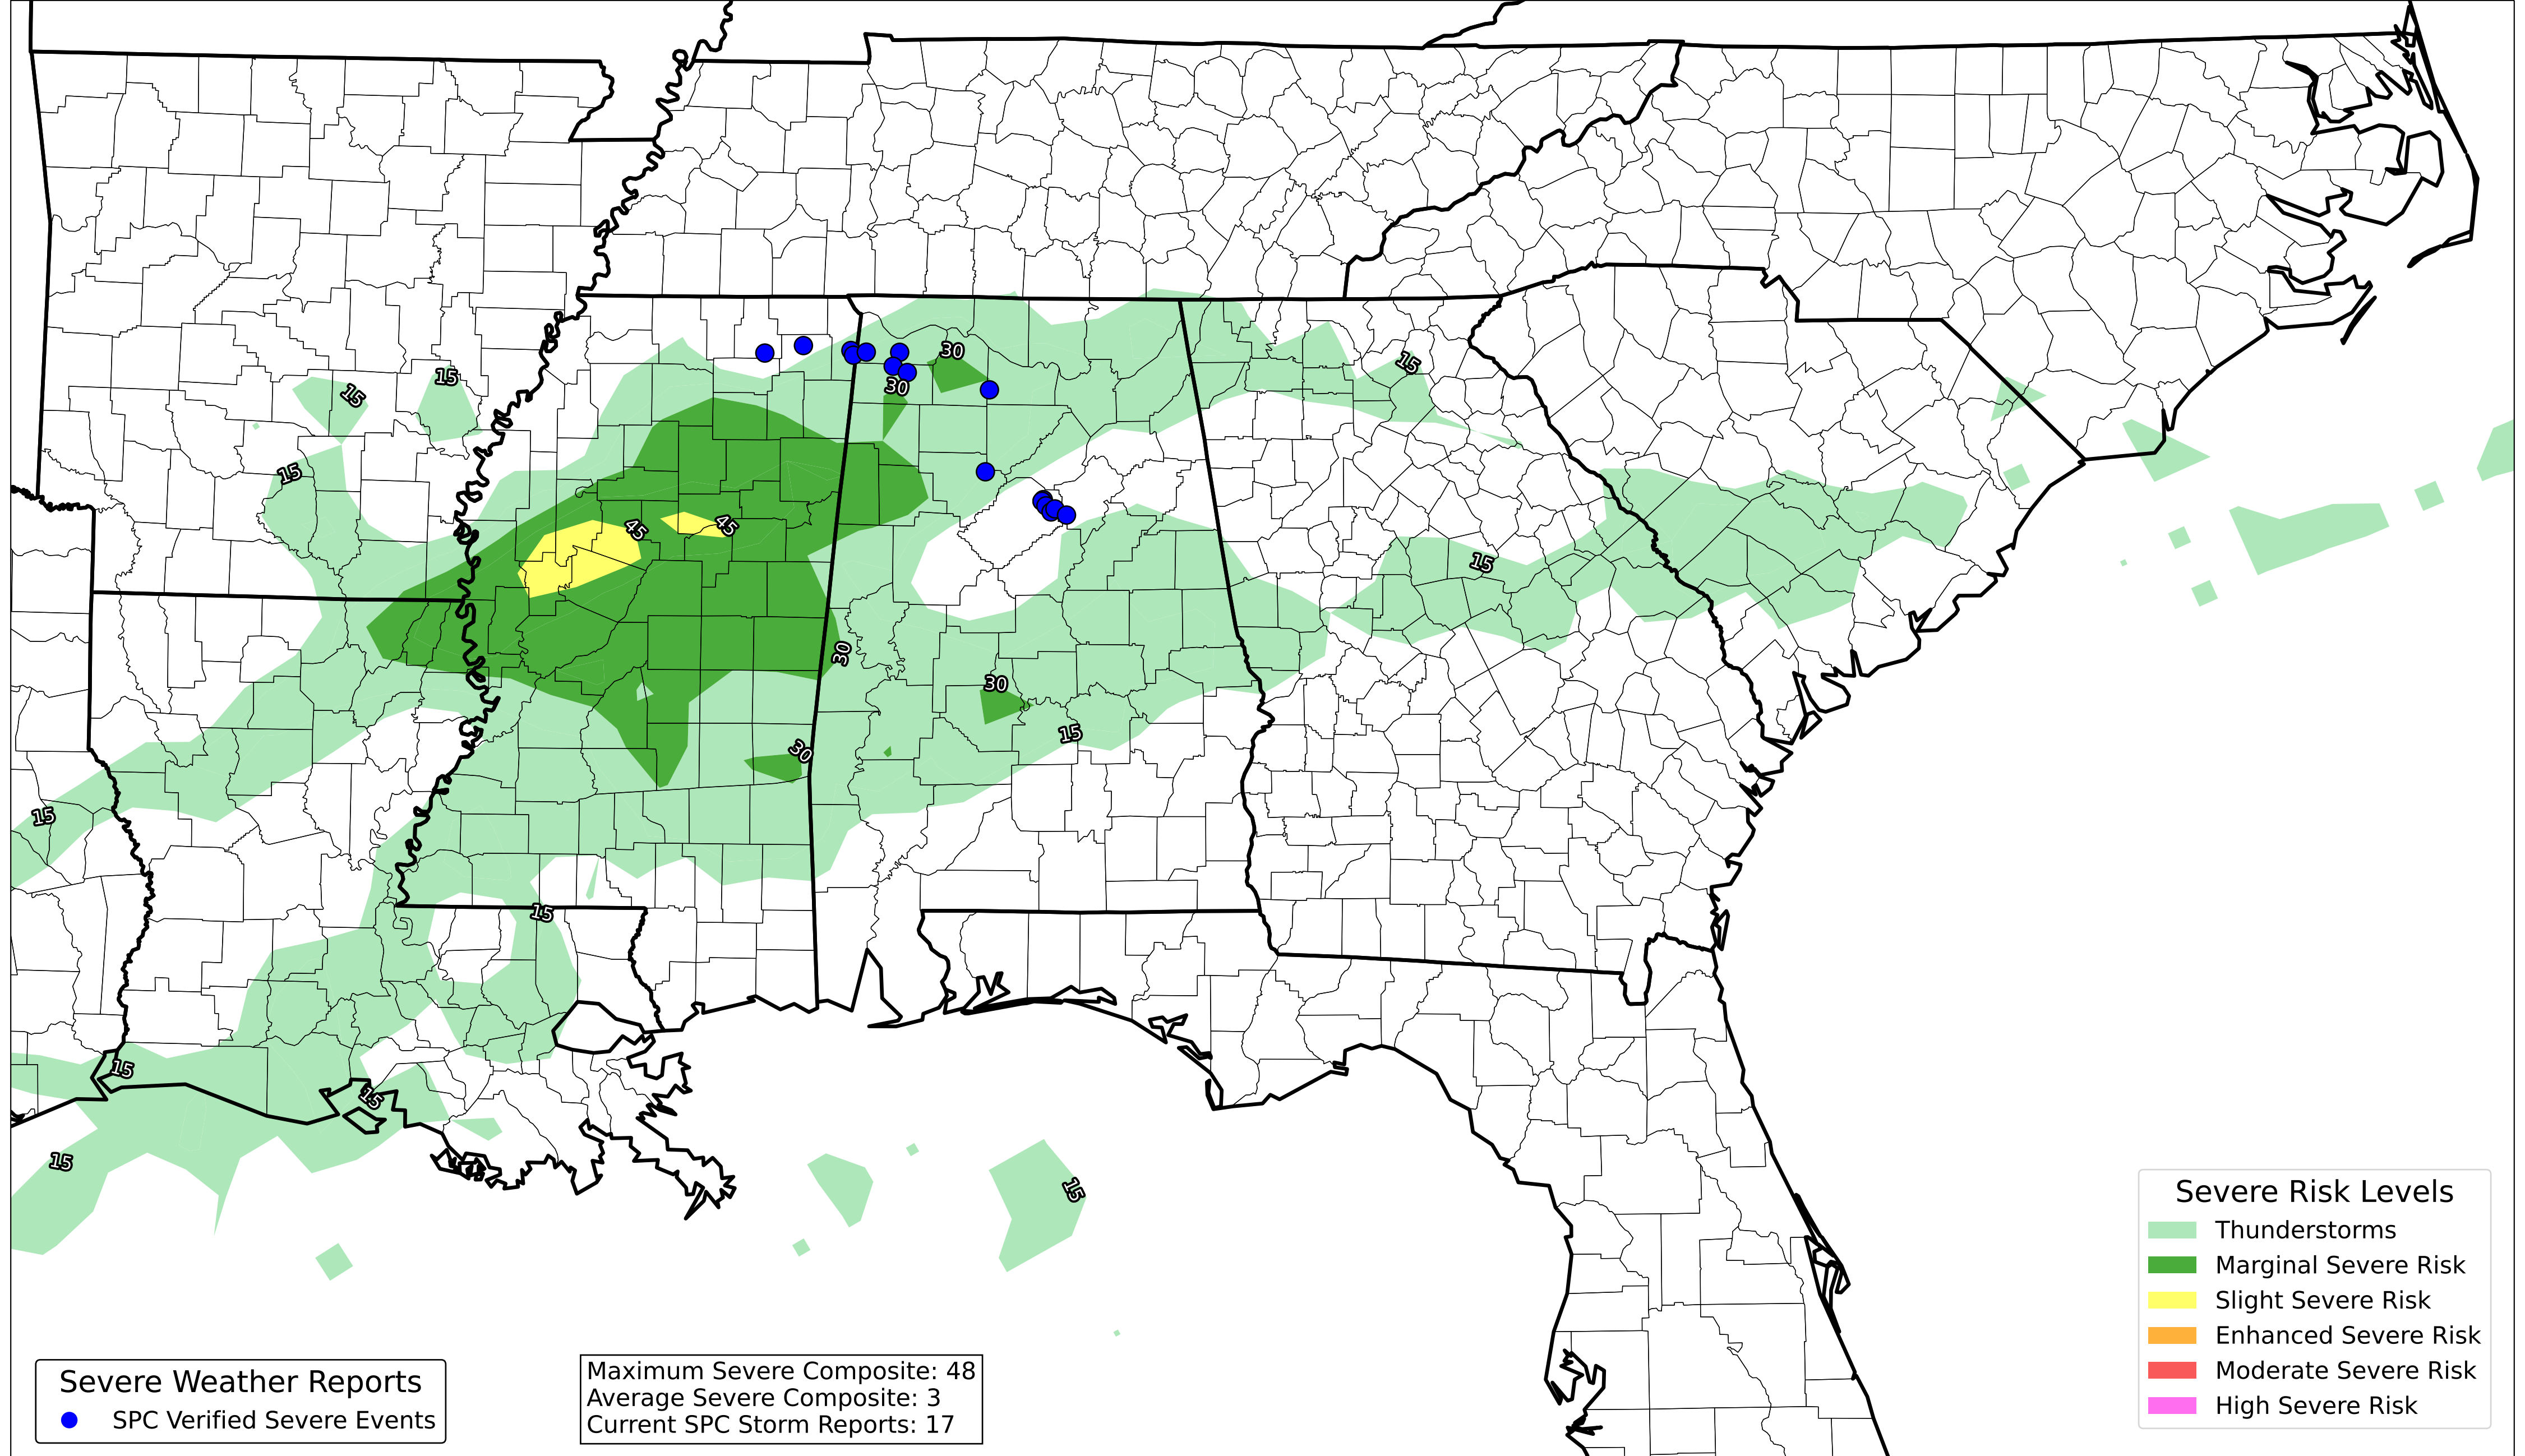 30
15
15
15
30
15
45
45
15
30
30
15
30
15
15
15
15
15
15
Severe Risk Levels
Thunderstorms
Marginal Severe Risk
Slight Severe Risk
Enhanced Severe Risk
Moderate Severe Risk
High Severe Risk
Severe Weather Reports
SPC Verified Severe Events
Maximum Severe Composite: 48
Average Severe Composite: 3
Current SPC Storm Reports: 17